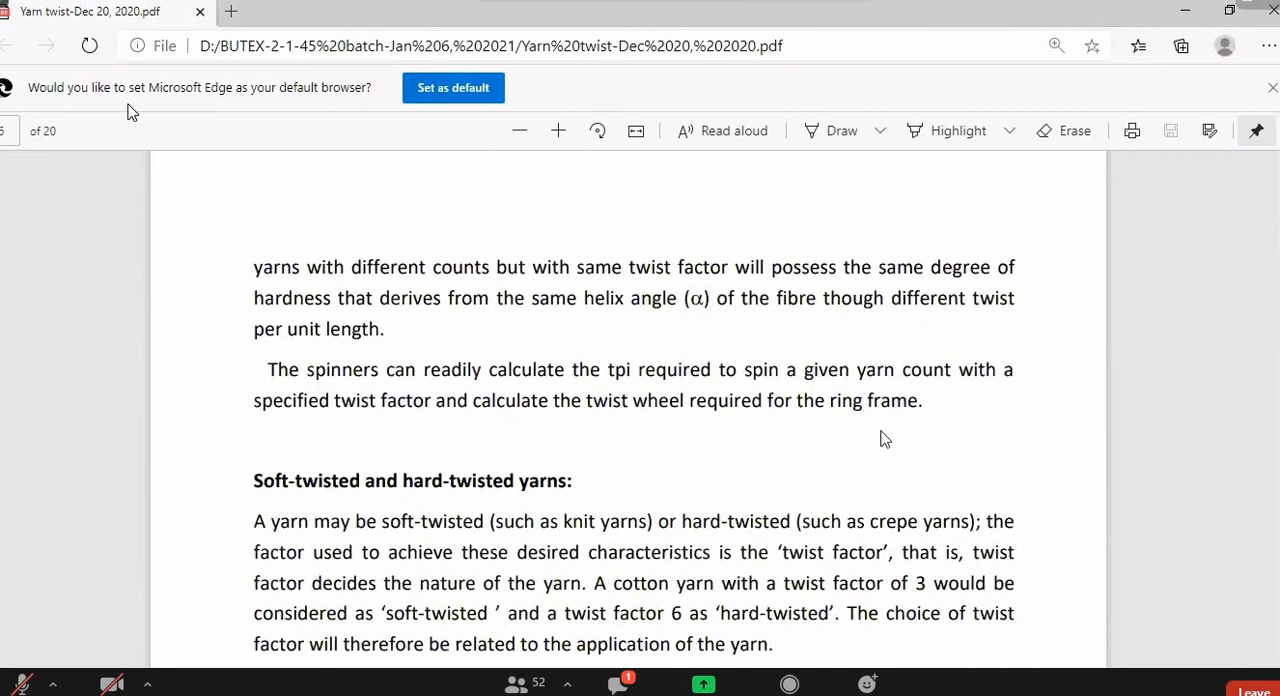 Yarn twist-Dec 20, 2020.pdf
File
D:/BUTEX-2-1-45%20batch-Jan%206,%202021/Yarn%20twist-Dec%2020,%202020.pdf
Would you like to set Microsoft Edge as your default browser?
Set as default
of 20
Read aloud
Draw
Highlight
Erase
yarns with different counts but with same twist factor will possess the same degree of
hardness that derives from the same helix angle (α) of the fibre though different twist
per unit length.
The spinners can readily calculate the tpi required to spin a given yarn count with a
specified twist factor and calculate the twist wheel required for the ring frame.
Soft-twisted and hard-twisted yarns:
A yarn may be soft-twisted (such as knit yarns) or hard-twisted (such as crepe yarns); the
factor used to achieve these desired characteristics is the ‘twist factor’, that is, twist
factor decides the nature of the yarn. A cotton yarn with a twist factor of 3 would be
considered as ‘soft-twisted ’ and a twist factor 6 as ‘hard-twisted’. The choice of twist
factor will therefore be related to the application of the yarn.
52
1
Leave